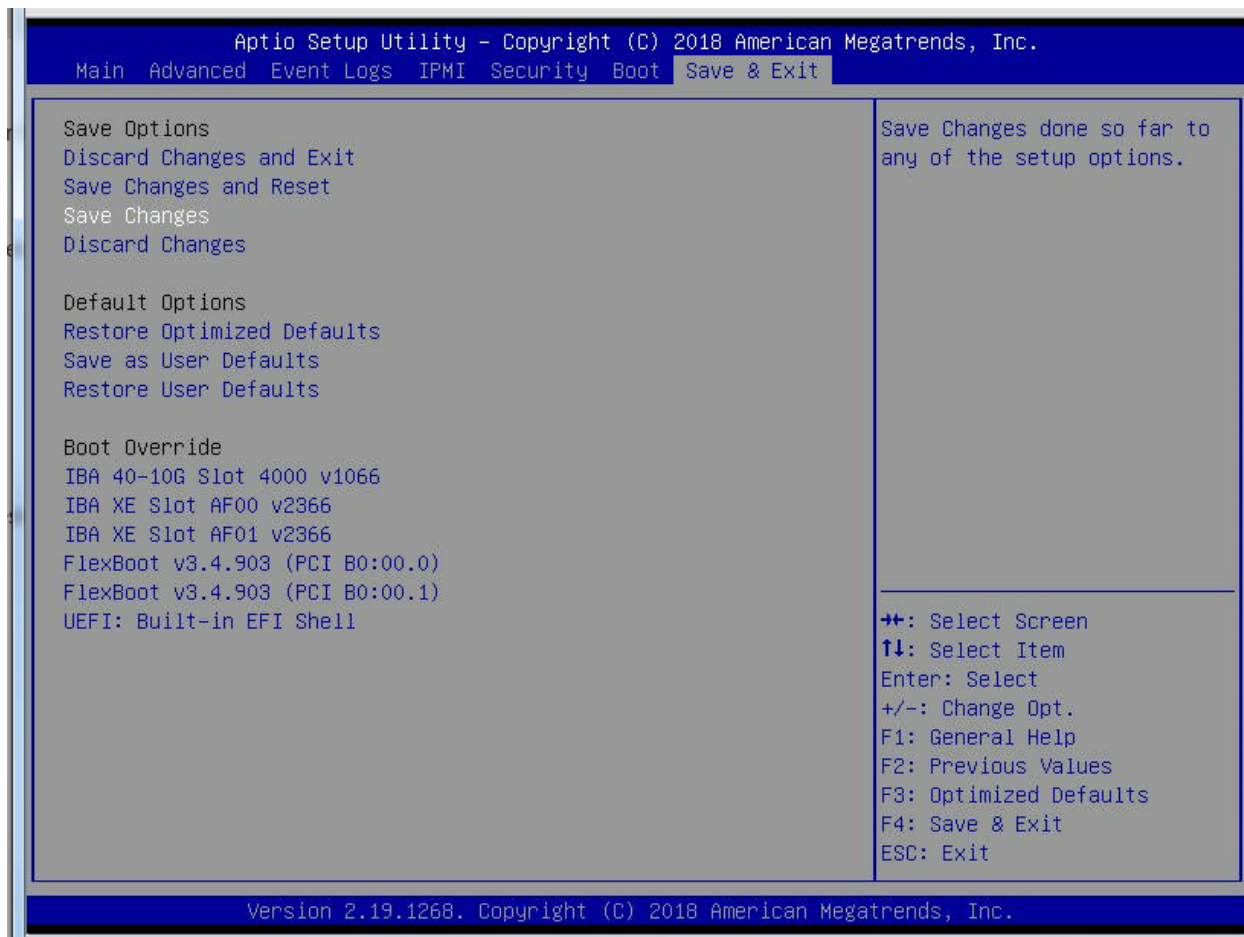 Aptio Setup Utility – Copyright (C) 2018 American Megatrends, Inc.
Main Advanced Event Logs IPMI Security Boot Save & Exit
Save Options
Discard Changes and Exit
Save Changes and Reset
Save Changes
Discard Changes
Default Options
Restore Optimized Defaults
Save as User Defaults
Restore User Defaults
Boot Override
IBA 40-10G Slot 4000 v1066
IBA XE Slot AF00 v2366
IBA XE Slot AF01 v2366
FlexBoot v3.4.903 (PCI B0:00.0)
FlexBoot v3.4.903 (PCI B0:00.1)
UEFI: Built-in EFI Shell
Save Changes done so far to
any of the setup options.
→←: Select Screen
↑↓: Select Item
Enter: Select
+/-: Change Opt.
F1: General Help
F2: Previous Values
F3: Optimized Defaults
F4: Save & Exit
ESC: Exit
Version 2.19.1268. Copyright (C) 2018 American Megatrends, Inc.